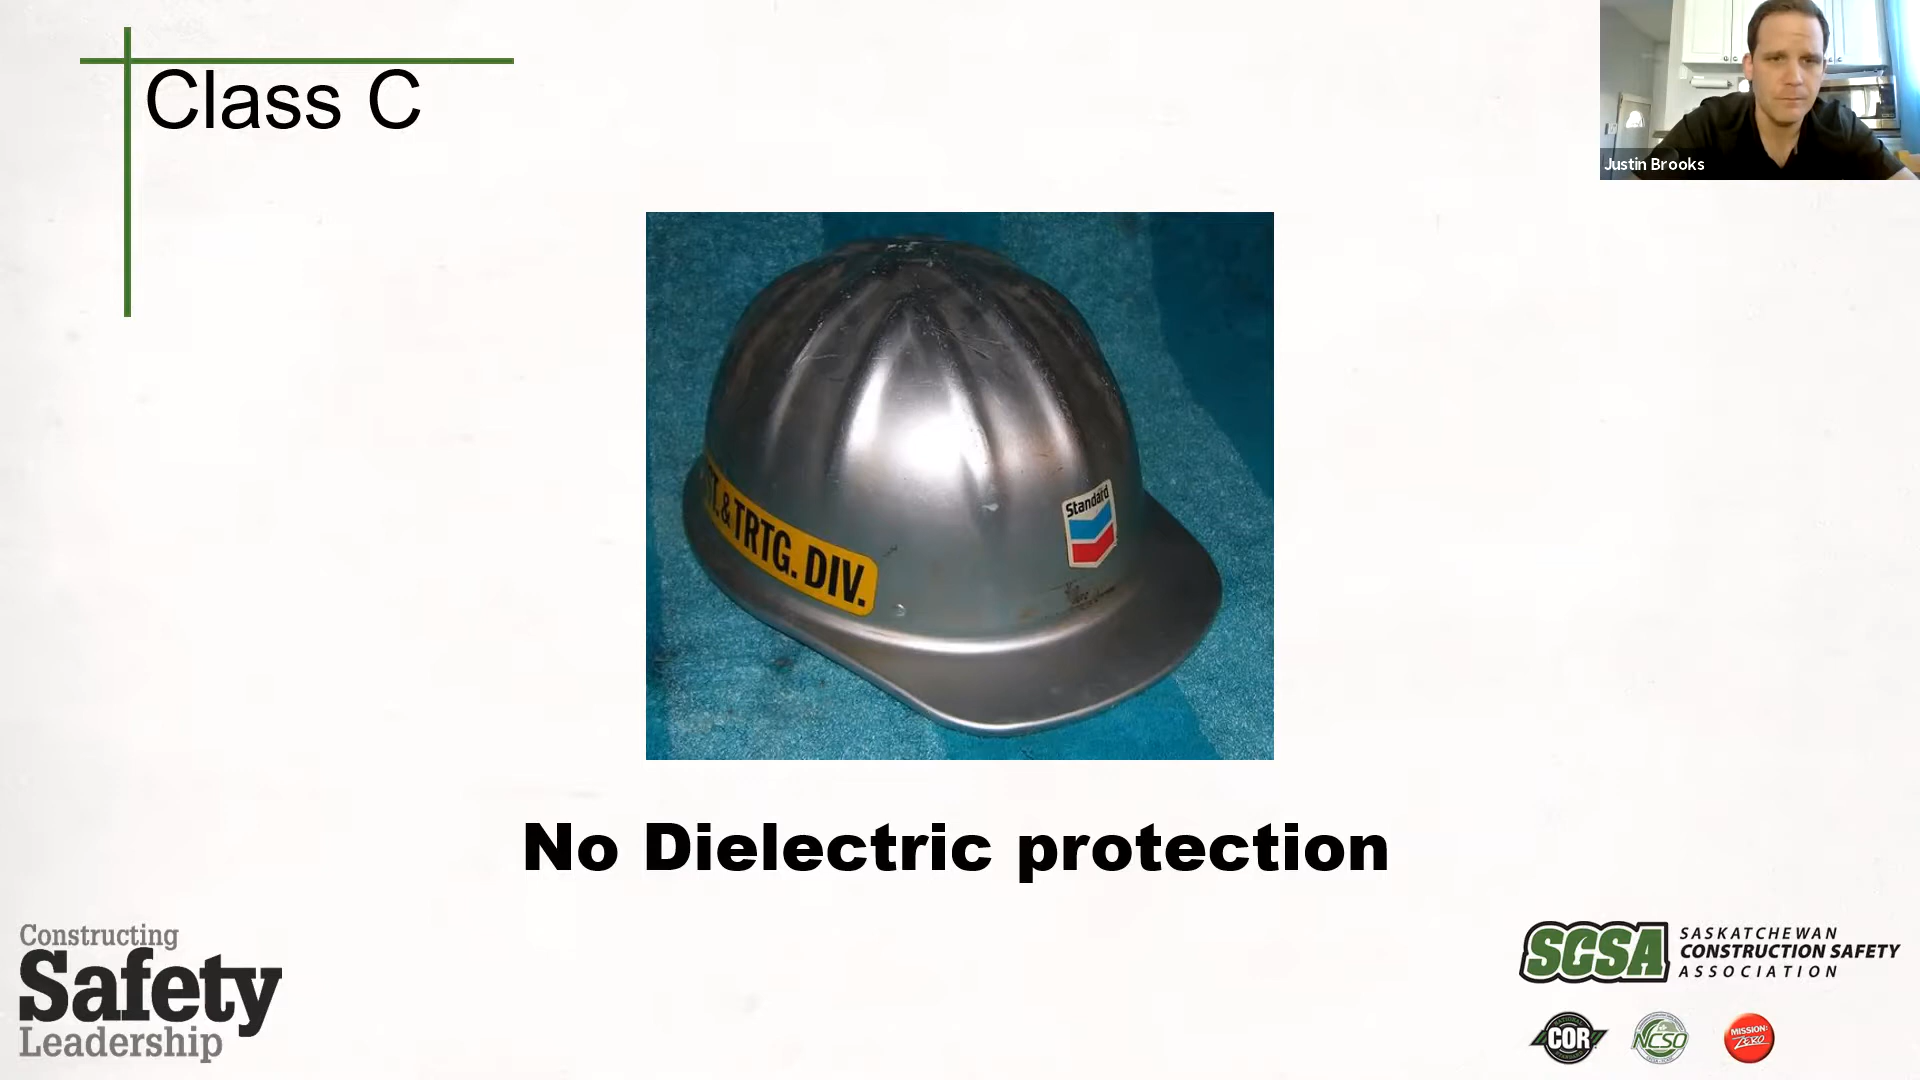 Class C
Justin Brooks
T. & TRTG. DIV.
Standard
No Dielectric protection
Constructing
Safety
Leadership
SCSA
SASKATCHEWAN
CONSTRUCTION SAFETY
ASSOCIATION
COR
NCSO
MISSION:
ZERO